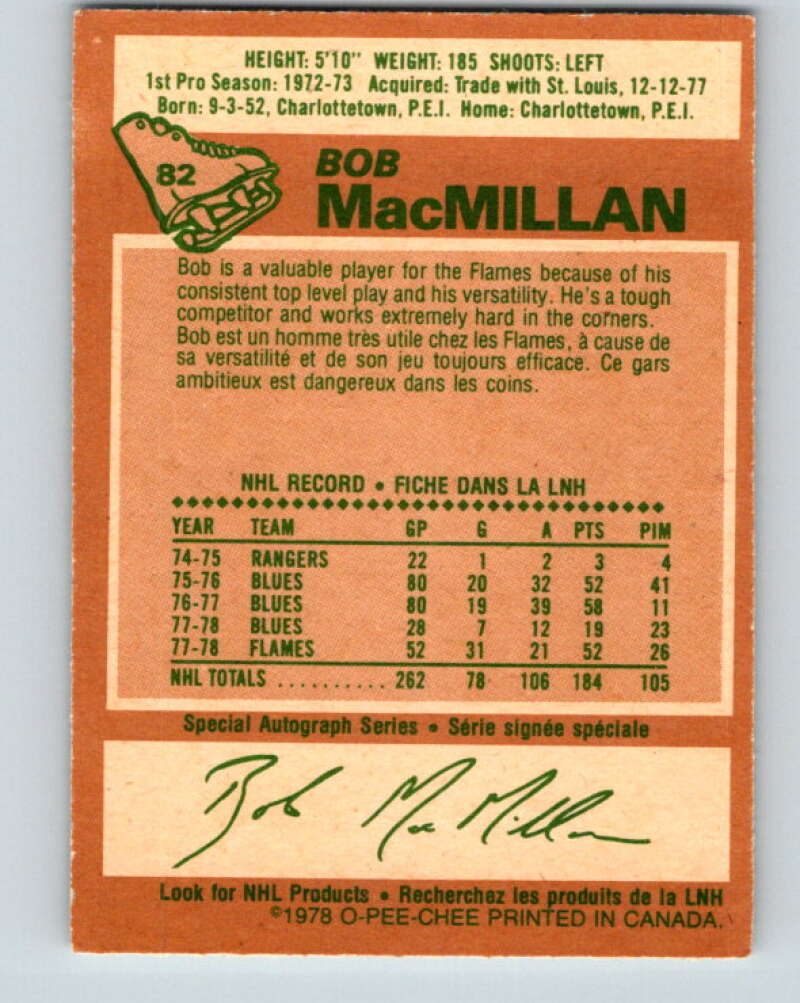 HEIGHT: 5'10" WEIGHT: 185 SHOOTS: LEFT
1st Pro Season: 1972-73 Acquired: Trade with St. Louis, 12-12-77
Born: 9-3-52, Charlottetown, P.E.I. Home: Charlottetown, P.E.I.
82
BOB
MacMILLAN
Bob is a valuable player for the Flames because of his
consistent top level play and his versatility. He's a tough
competitor and works extremely hard in the corners.
Bob est un homme très utile chez les Flames, à cause de
sa versatilité et de son jeu toujours efficace. Ce gars
ambitieux est dangereux dans les coins.
NHL RECORD • FICHE DANS LA LNH
YEAR TEAM GP G A PTS PIM
74-75 RANGERS 22 1 2 3 4
75-76 BLUES 80 20 32 52 41
76-77 BLUES 80 19 39 58 11
77-78 BLUES 28 7 12 19 23
77-78 FLAMES 52 31 21 52 26
NHL TOTALS .......... 262 78 106 184 105
Special Autograph Series • Série signée spéciale
Bob MacMillan
Look for NHL Products • Recherchez les produits de la LNH
©1978 O-PEE-CHEE PRINTED IN CANADA.